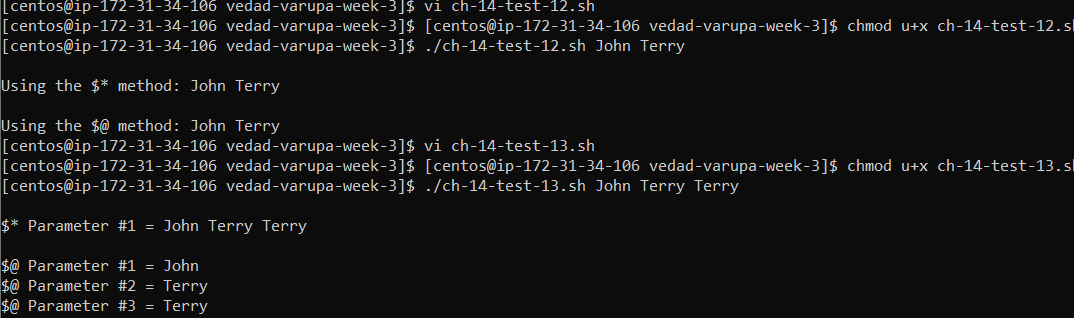 [centos@ip-172-31-34-106 vedad-varupa-week-3]$ vi ch-14-test-12.sh
[centos@ip-172-31-34-106 vedad-varupa-week-3]$ [centos@ip-172-31-34-106 vedad-varupa-week-3]$ chmod u+x ch-14-test-12.sh
[centos@ip-172-31-34-106 vedad-varupa-week-3]$ ./ch-14-test-12.sh John Terry
Using the $* method: John Terry
Using the $@ method: John Terry
[centos@ip-172-31-34-106 vedad-varupa-week-3]$ vi ch-14-test-13.sh
[centos@ip-172-31-34-106 vedad-varupa-week-3]$ [centos@ip-172-31-34-106 vedad-varupa-week-3]$ chmod u+x ch-14-test-13.sh
[centos@ip-172-31-34-106 vedad-varupa-week-3]$ ./ch-14-test-13.sh John Terry Terry
$* Parameter #1 = John Terry Terry
$@ Parameter #1 = John
$@ Parameter #2 = Terry
$@ Parameter #3 = Terry